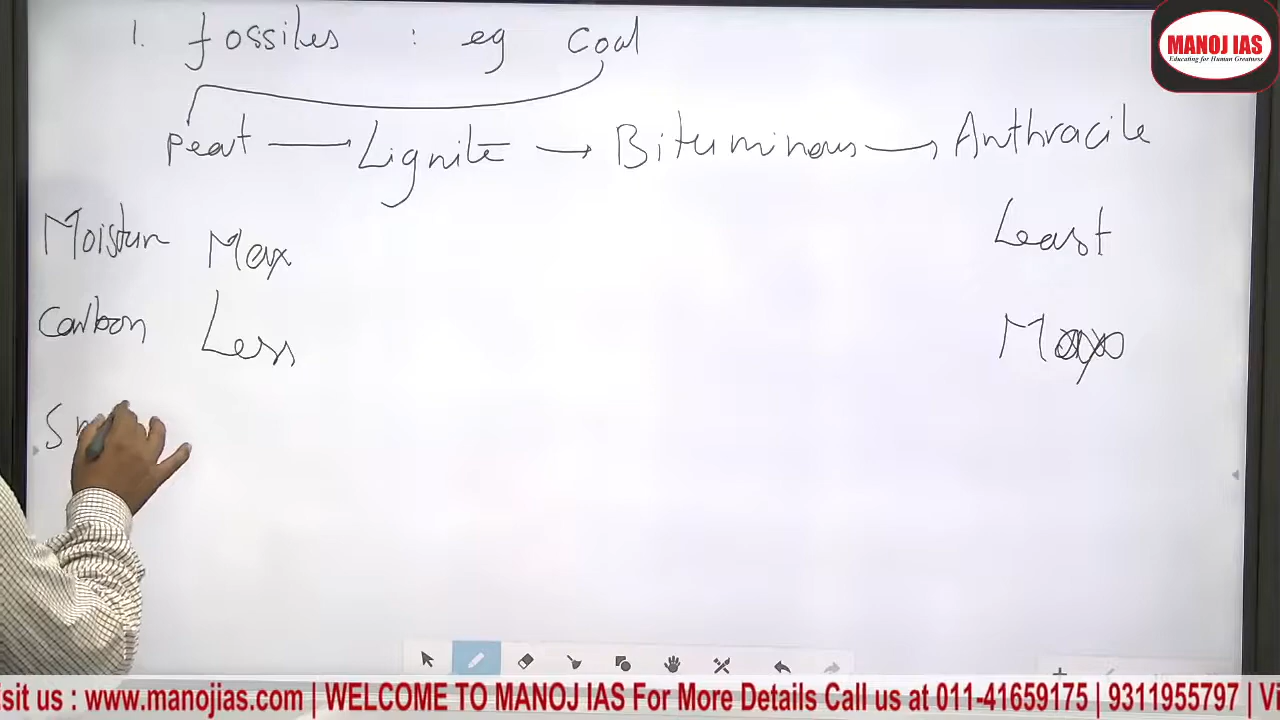 MANOJ IAS
Educating for Human Greatness
1. fossiles : eg Coal
Peat → Lignite → Bituminous → Anthracite
Moistur Max Least
Carbon Less Max
S
sit us : www.manojias.com | WELCOME TO MANOJ IAS For More Details Call us at 011-41659175 | 9311955797 | Vi